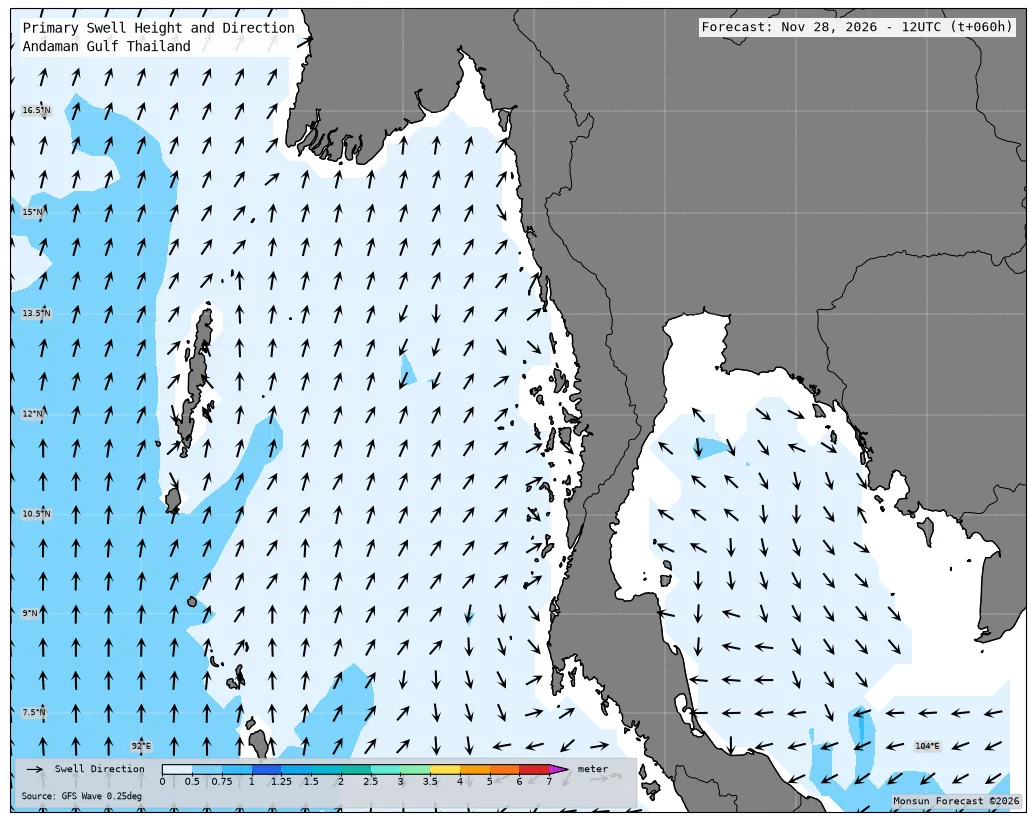 Primary Swell Height and Direction
Andaman Gulf Thailand
Forecast: Nov 28, 2026 - 12UTC (t+060h)
16.5°N
15°N
13.5°N
12°N
10.5°N
9°N
7.5°N
92°E
104°E
Swell Direction
meter
0 0.5 0.75 1 1.25 1.5 2 2.5 3 3.5 4 5 6 7
Source: GFS Wave 0.25deg
Monsun Forecast ©2026